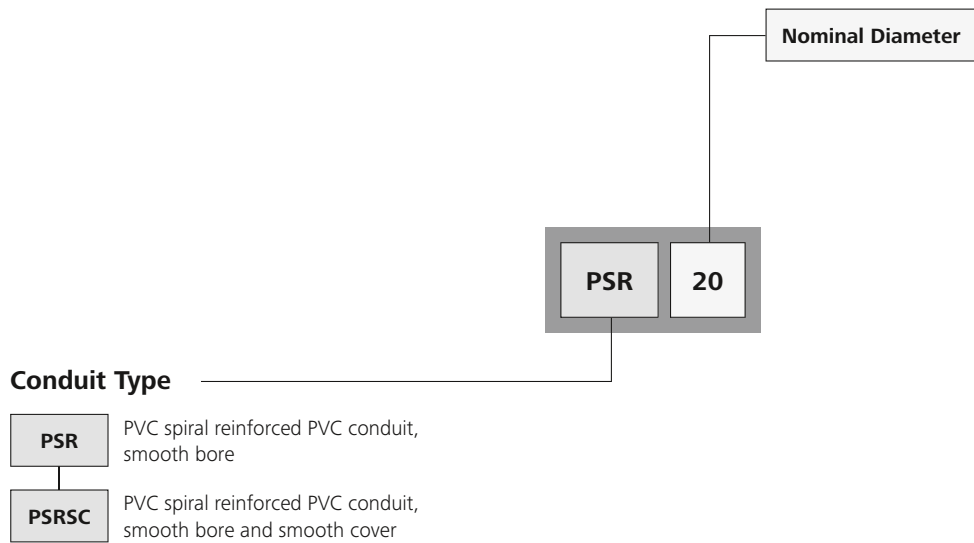 Nominal Diameter
PSR 20
Conduit Type
PSR
PVC spiral reinforced PVC conduit,
smooth bore
PSRSC
PVC spiral reinforced PVC conduit,
smooth bore and smooth cover